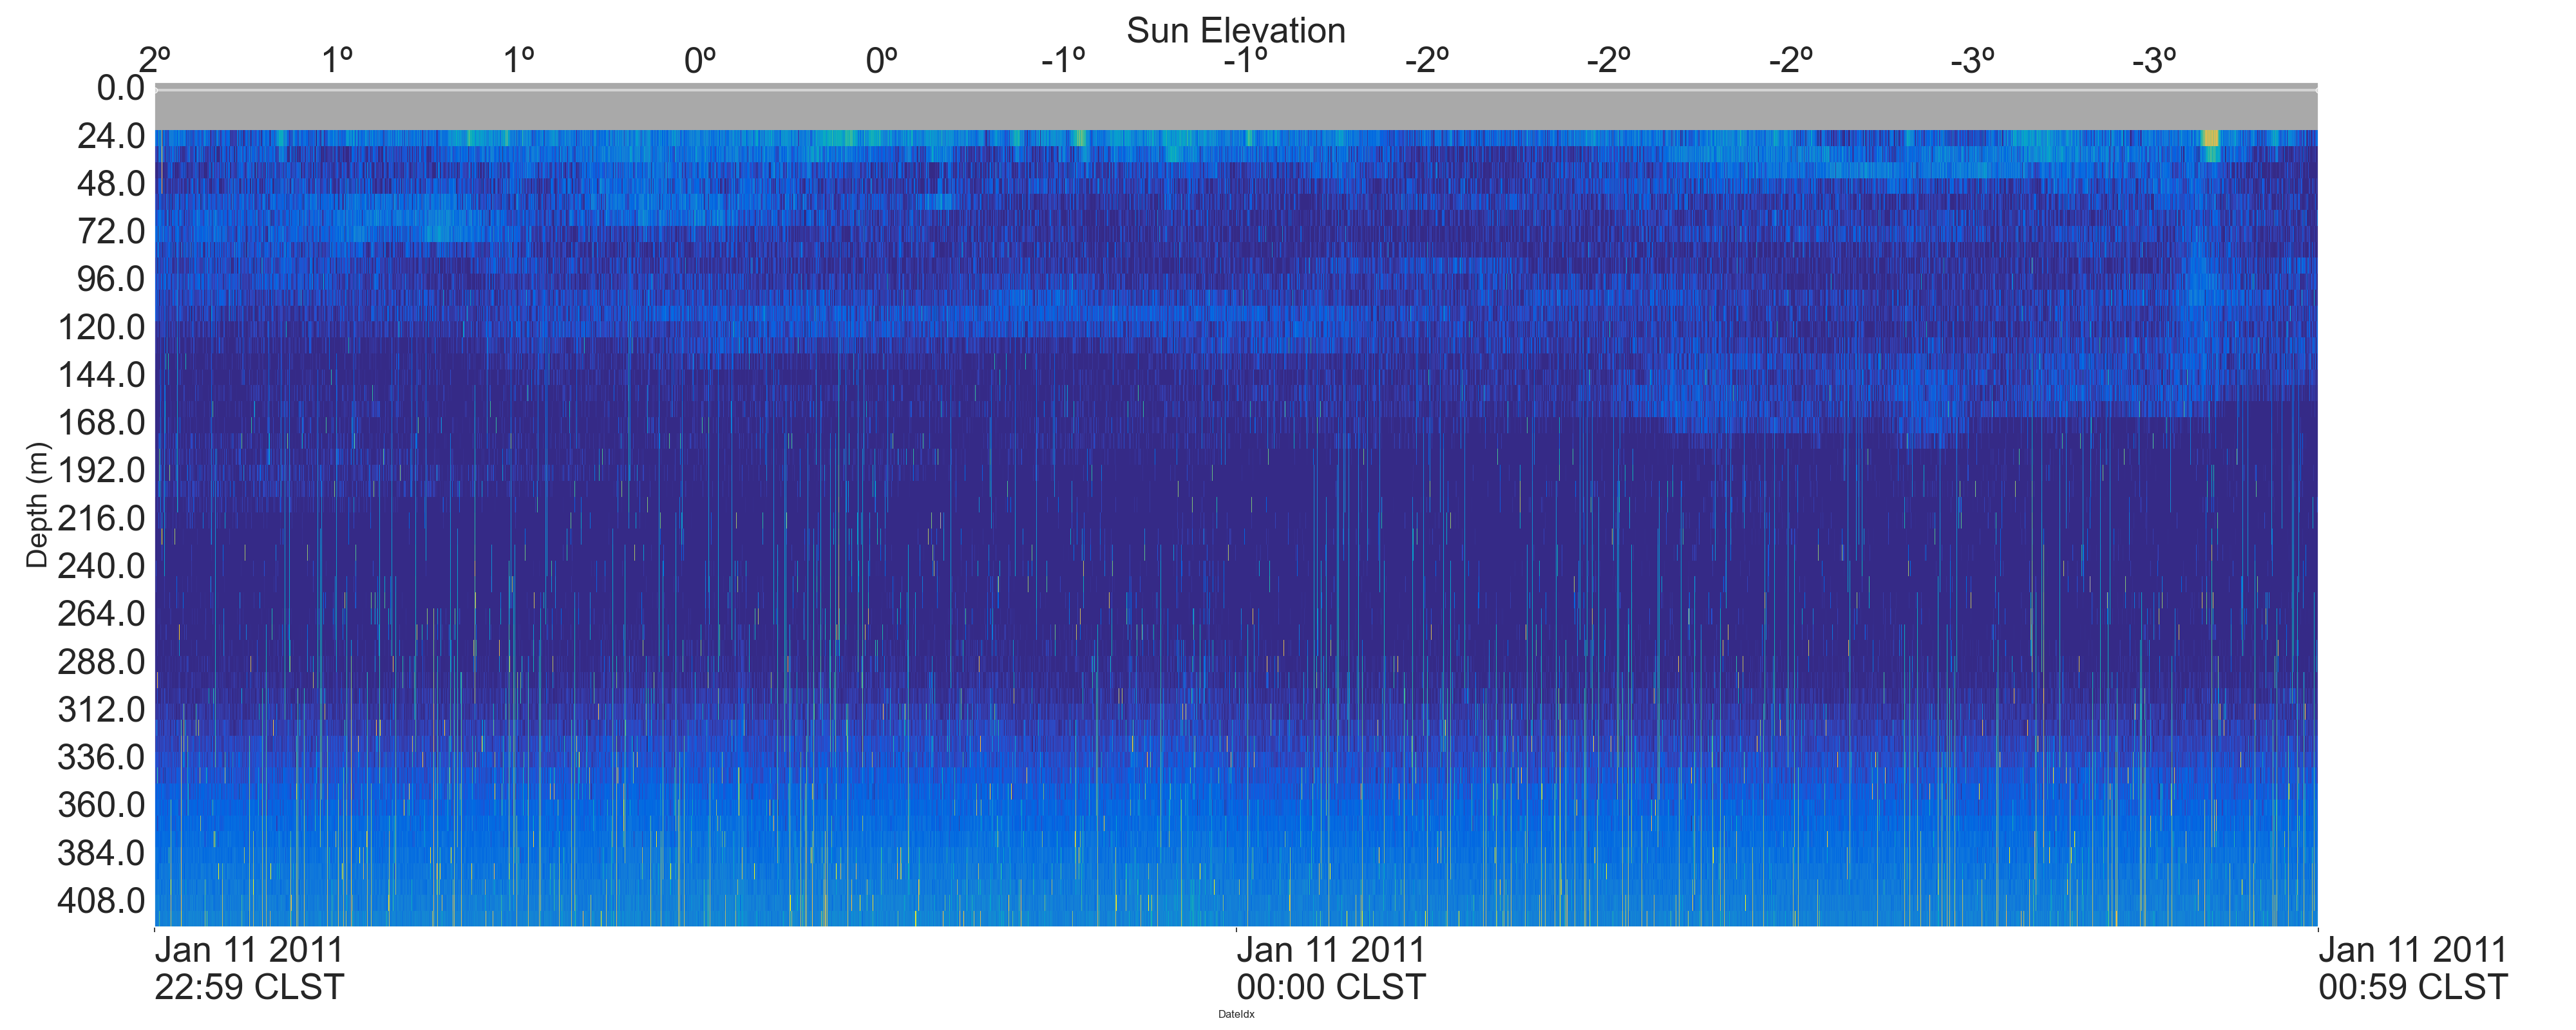 Sun Elevation
2º 1º 1º 0º 0º -1º -1º -2º -2º -2º -3º -3º
0.0
24.0
48.0
72.0
96.0
120.0
144.0
168.0
192.0
216.0
240.0
264.0
288.0
312.0
336.0
360.0
384.0
408.0
Depth (m)
Jan 11 2011
22:59 CLST
Jan 11 2011
00:00 CLST
Jan 11 2011
00:59 CLST
DateIdx